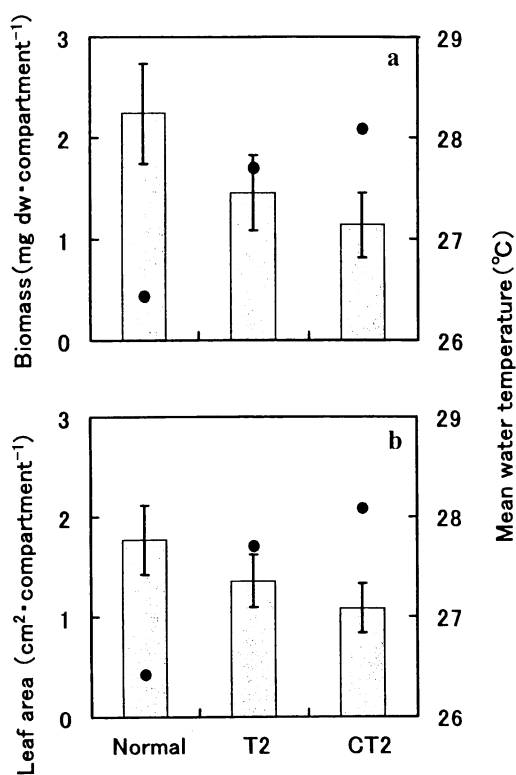 Biomass(mg dw・compartment⁻¹)
3
2
1
0
a
29
28
27
26
Leaf area (cm²・compartment⁻¹)
3
2
1
0
b
29
28
27
26
Mean water temperature(℃)
Normal T2 CT2